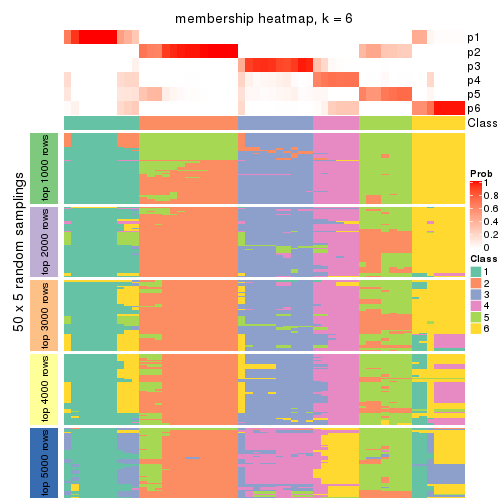 membership heatmap, k = 6
p1
p2
p3
p4
p5
p6
Class
50 x 5 random samplings
top 1000 rows
top 2000 rows
top 3000 rows
top 4000 rows
top 5000 rows
Prob
1
0.8
0.6
0.4
0.2
0
Class
1
2
3
4
5
6